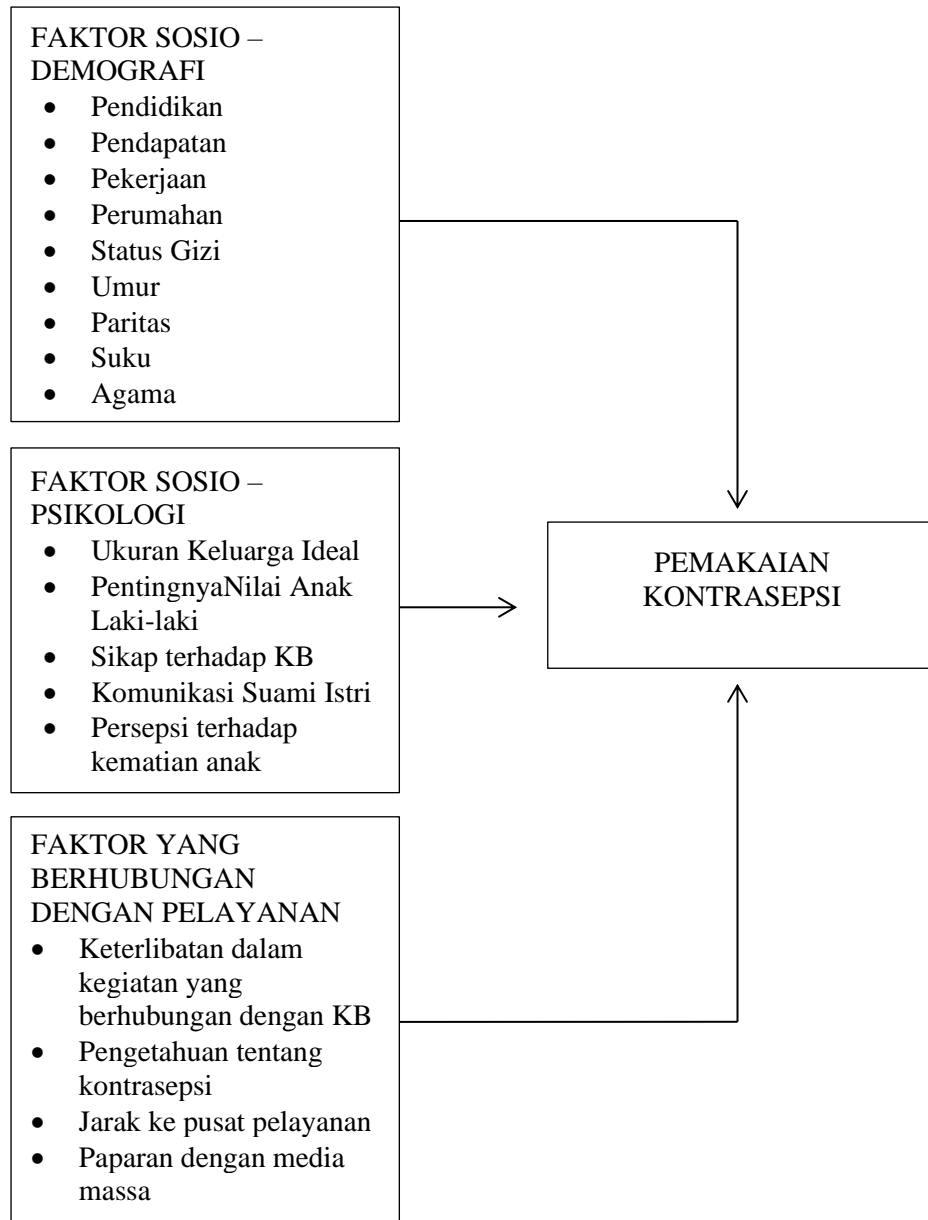 FAKTOR SOSIO –
DEMOGRAFI
• Pendidikan
• Pendapatan
• Pekerjaan
• Perumahan
• Status Gizi
• Umur
• Paritas
• Suku
• Agama
FAKTOR SOSIO –
PSIKOLOGI
• Ukuran Keluarga Ideal
• PentingnyaNilai Anak
Laki-laki
• Sikap terhadap KB
• Komunikasi Suami Istri
• Persepsi terhadap
kematian anak
PEMAKAIAN
KONTRASEPSI
FAKTOR YANG
BERHUBUNGAN
DENGAN PELAYANAN
• Keterlibatan dalam
kegiatan yang
berhubungan dengan KB
• Pengetahuan tentang
kontrasepsi
• Jarak ke pusat pelayanan
• Paparan dengan media
massa